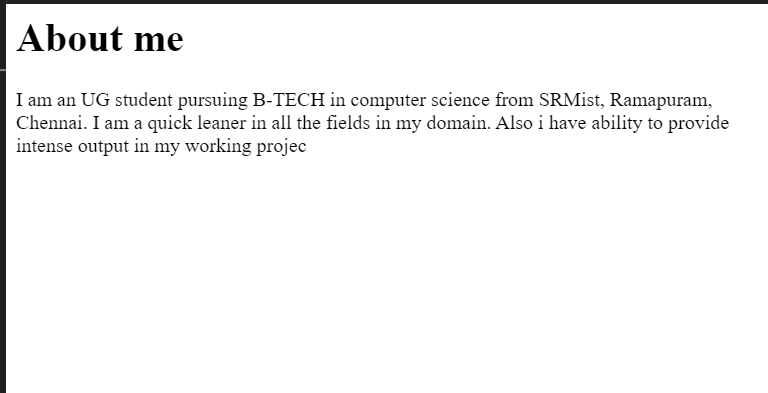 About me
I am an UG student pursuing B-TECH in computer science from SRMist, Ramapuram,
Chennai. I am a quick leaner in all the fields in my domain. Also i have ability to provide
intense output in my working projec